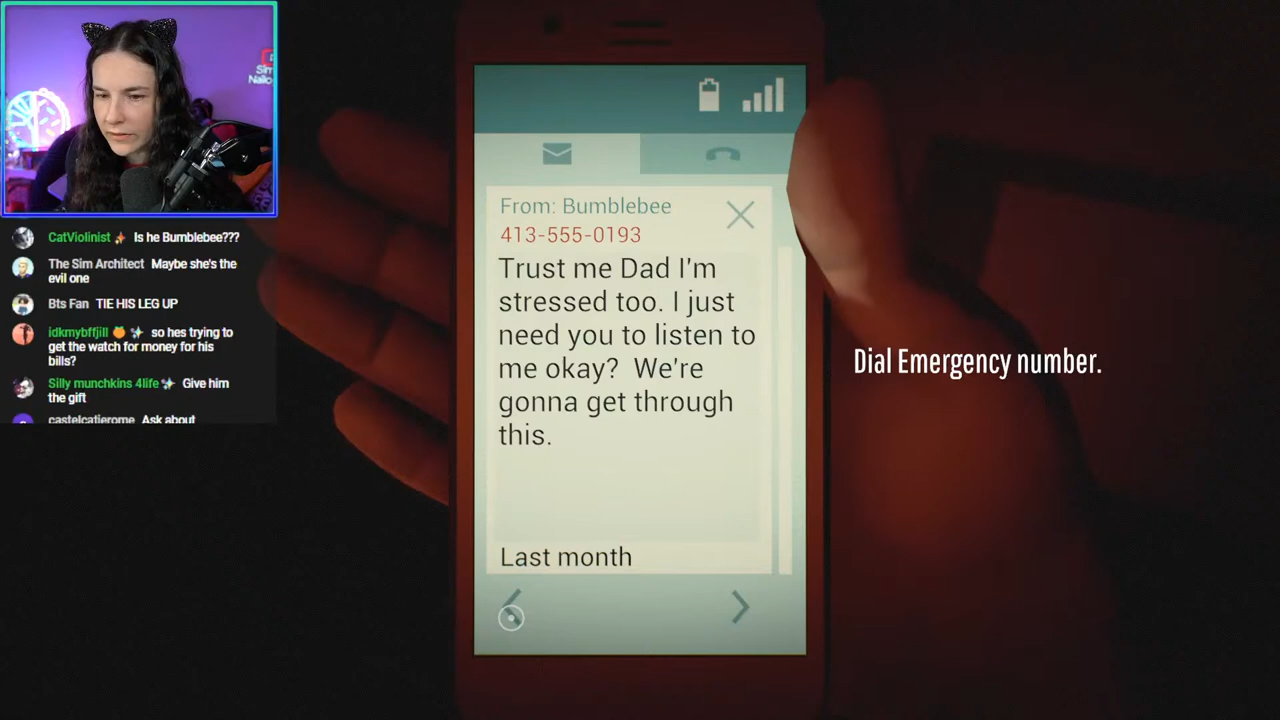 CatViolinist Is he Bumblebee???
The Sim Architect Maybe she's the
evil one
Bts Fan TIE HIS LEG UP
idkmybffjill so hes trying to
get the watch for money for his
bills?
Silly munchkins 4life Give him
the gift
castelcatierome Ask about
From: Bumblebee
413-555-0193
Trust me Dad I'm
stressed too. I just
need you to listen to
me okay? We're
gonna get through
this.
Last month
Dial Emergency number.